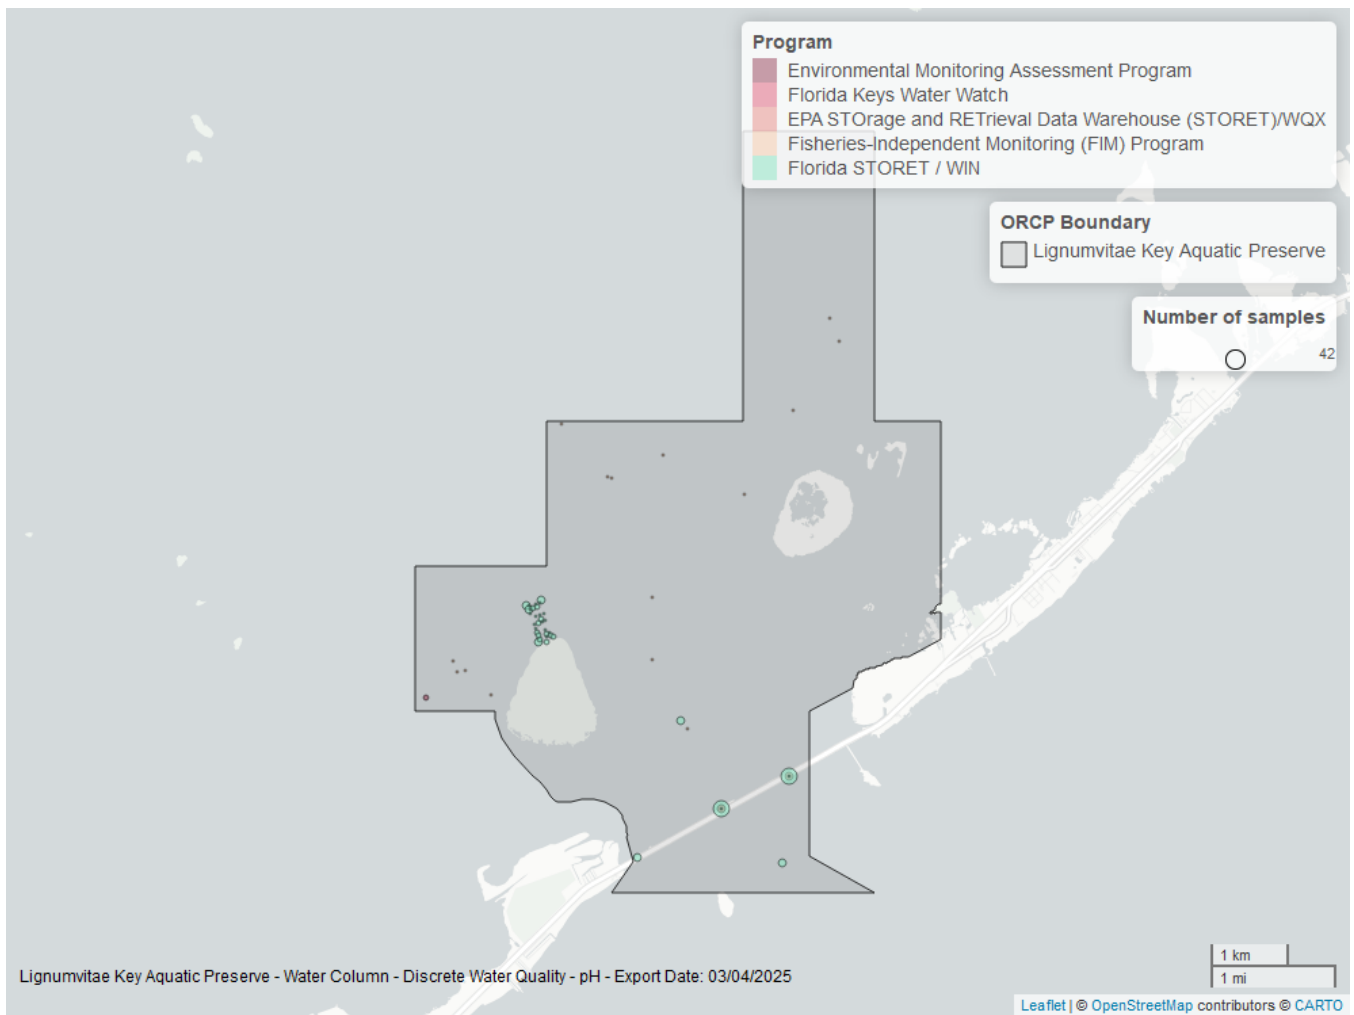 Program
Environmental Monitoring Assessment Program
Florida Keys Water Watch
EPA STOrage and RETrieval Data Warehouse (STORET)/WQX
Fisheries-Independent Monitoring (FIM) Program
Florida STORET / WIN
ORCP Boundary
Lignumvitae Key Aquatic Preserve
Number of samples
42
Lignumvitae Key Aquatic Preserve - Water Column - Discrete Water Quality - pH - Export Date: 03/04/2025
1 km
1 mi
Leaflet | © OpenStreetMap contributors © CARTO